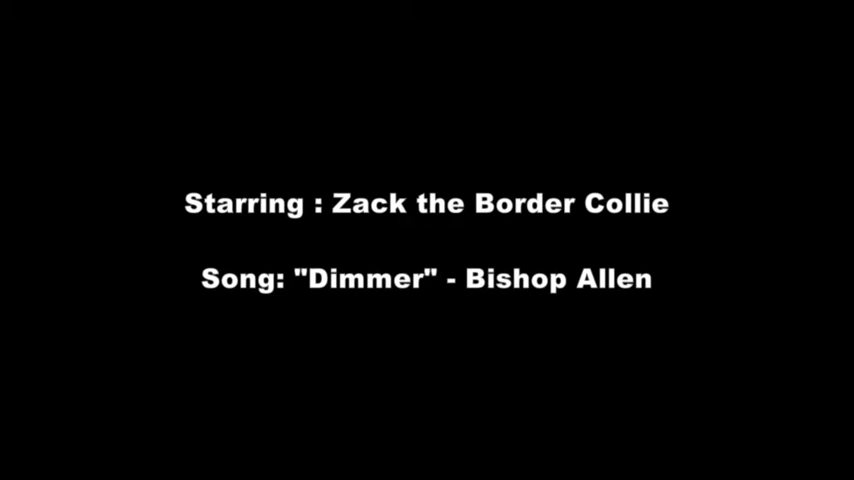 Starring : Zack the Border Collie
Song: "Dimmer" - Bishop Allen